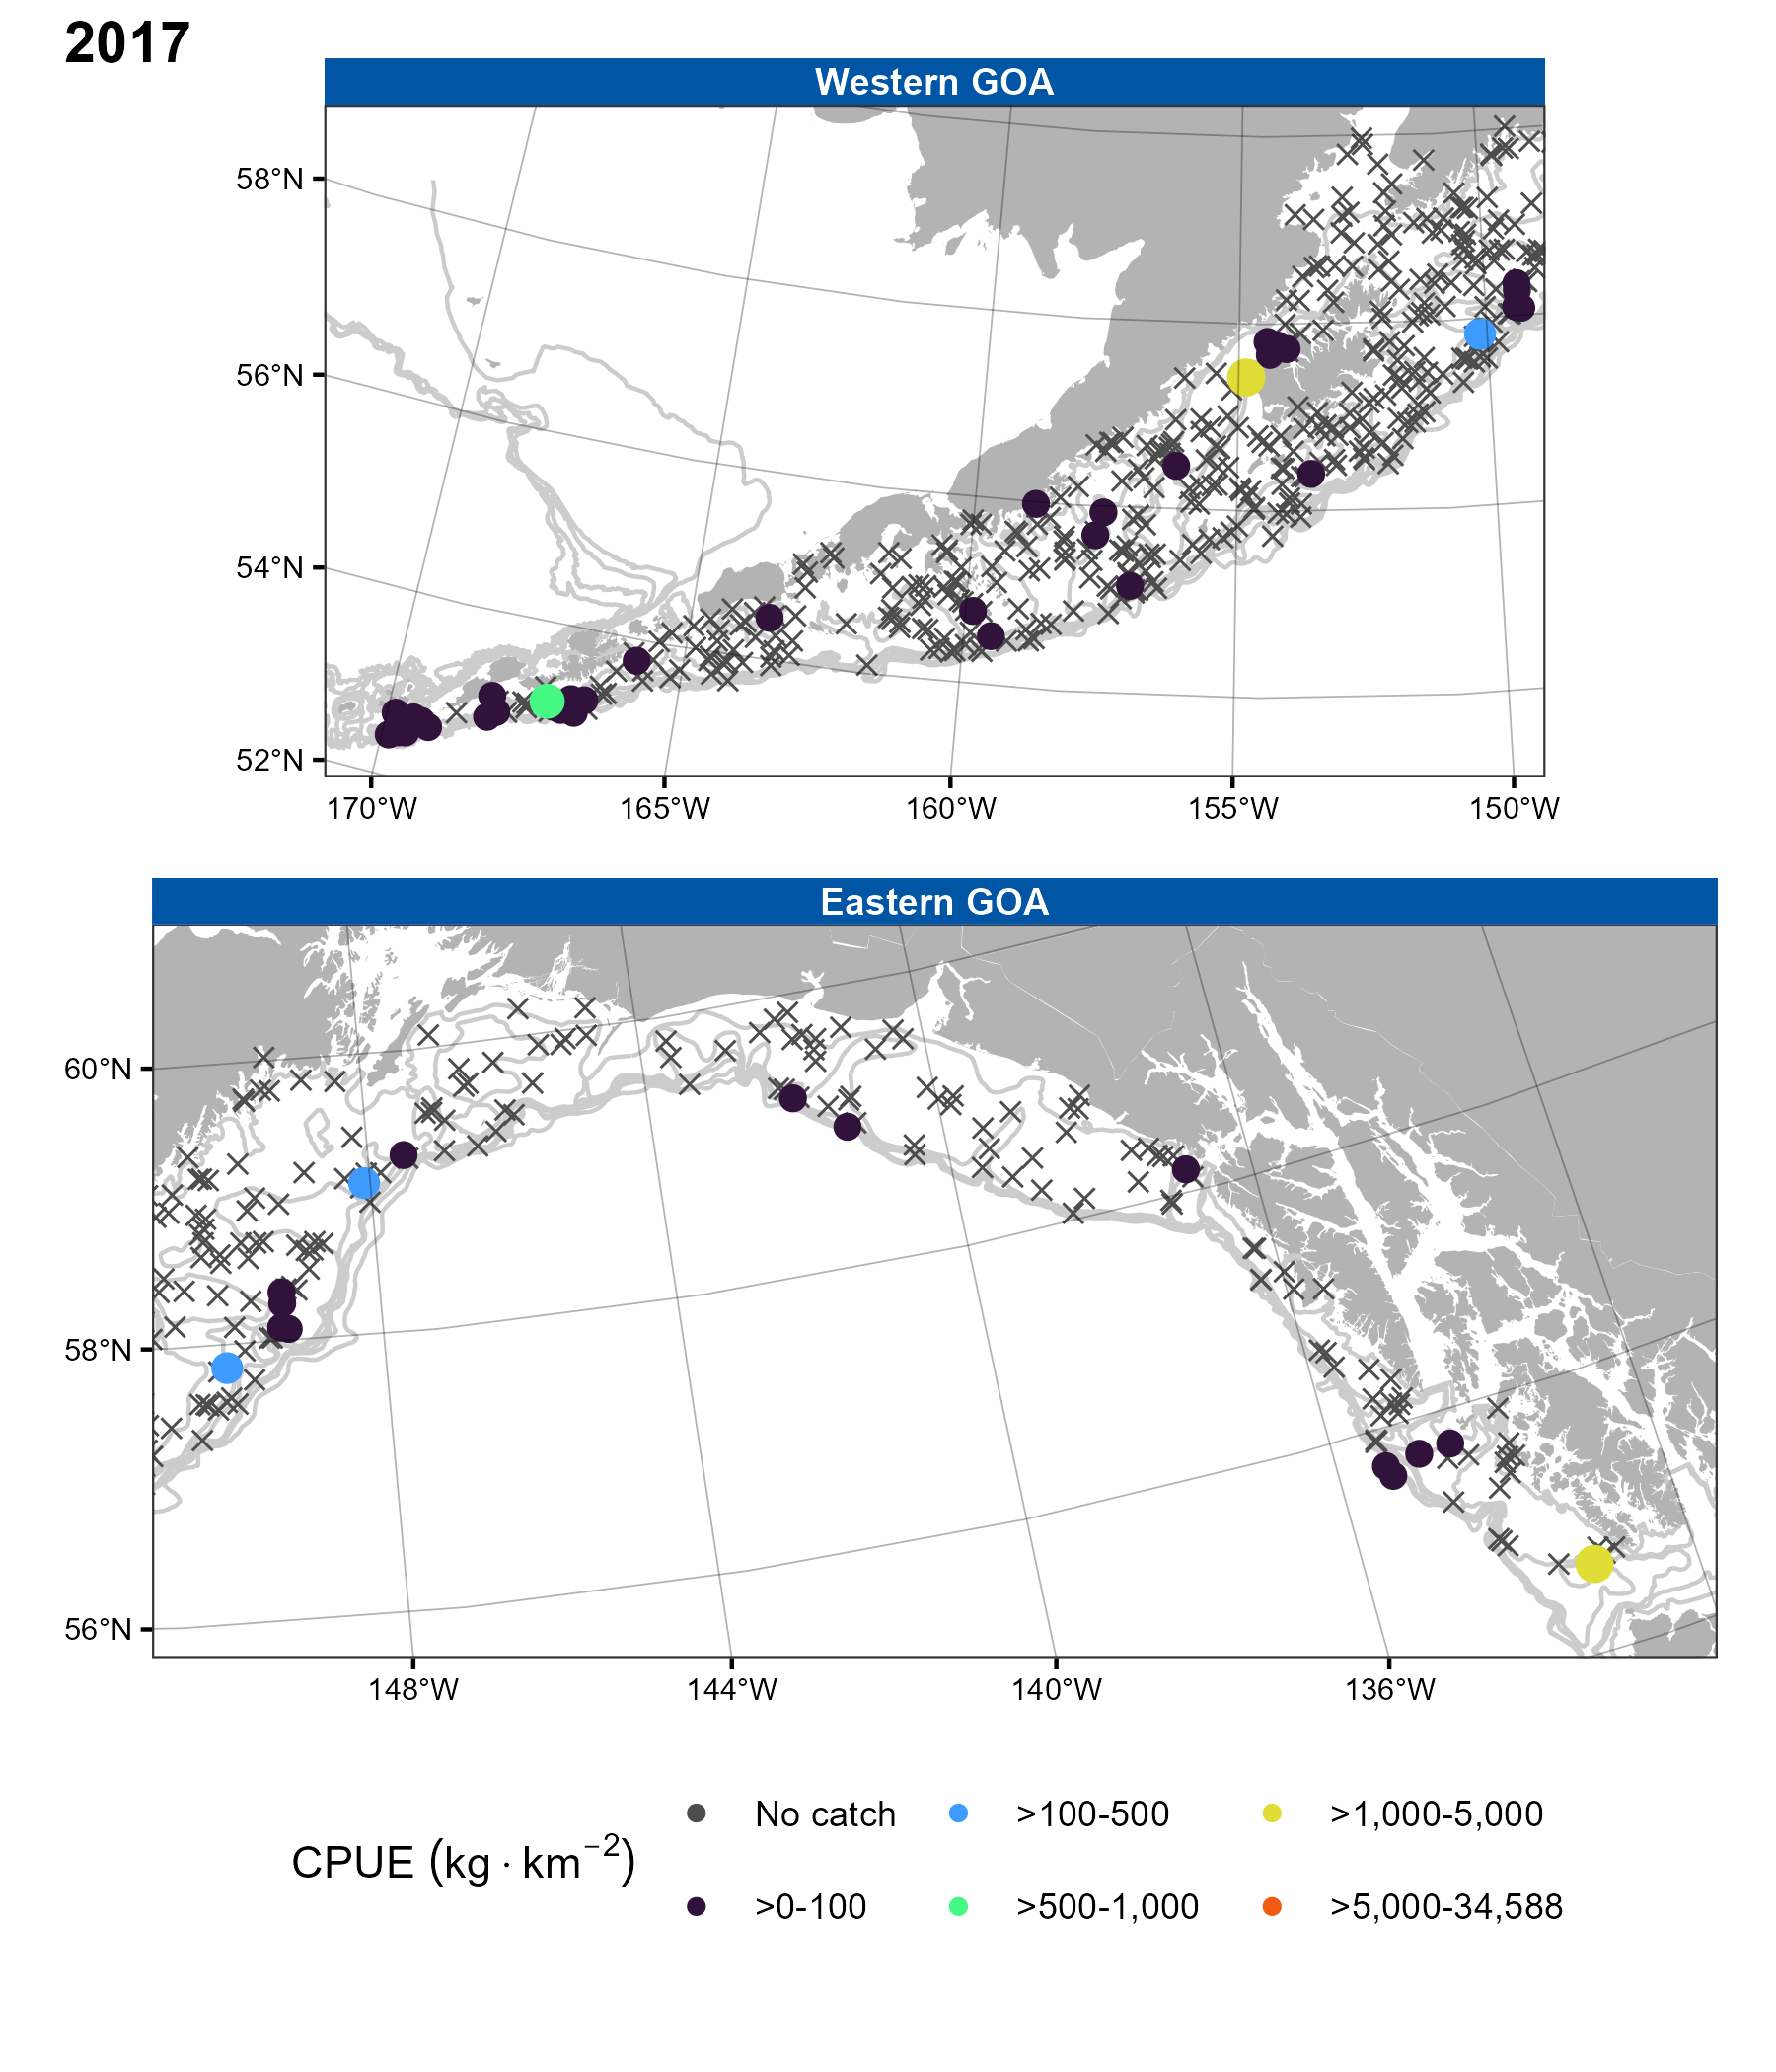 2017
Western GOA
58°N
56°N
54°N
52°N
170°W 165°W 160°W 155°W 150°W
Eastern GOA
60°N
58°N
56°N
148°W 144°W 140°W 136°W
CPUE (kg · km⁻²)
No catch >100-500 >1,000-5,000
>0-100 >500-1,000 >5,000-34,588